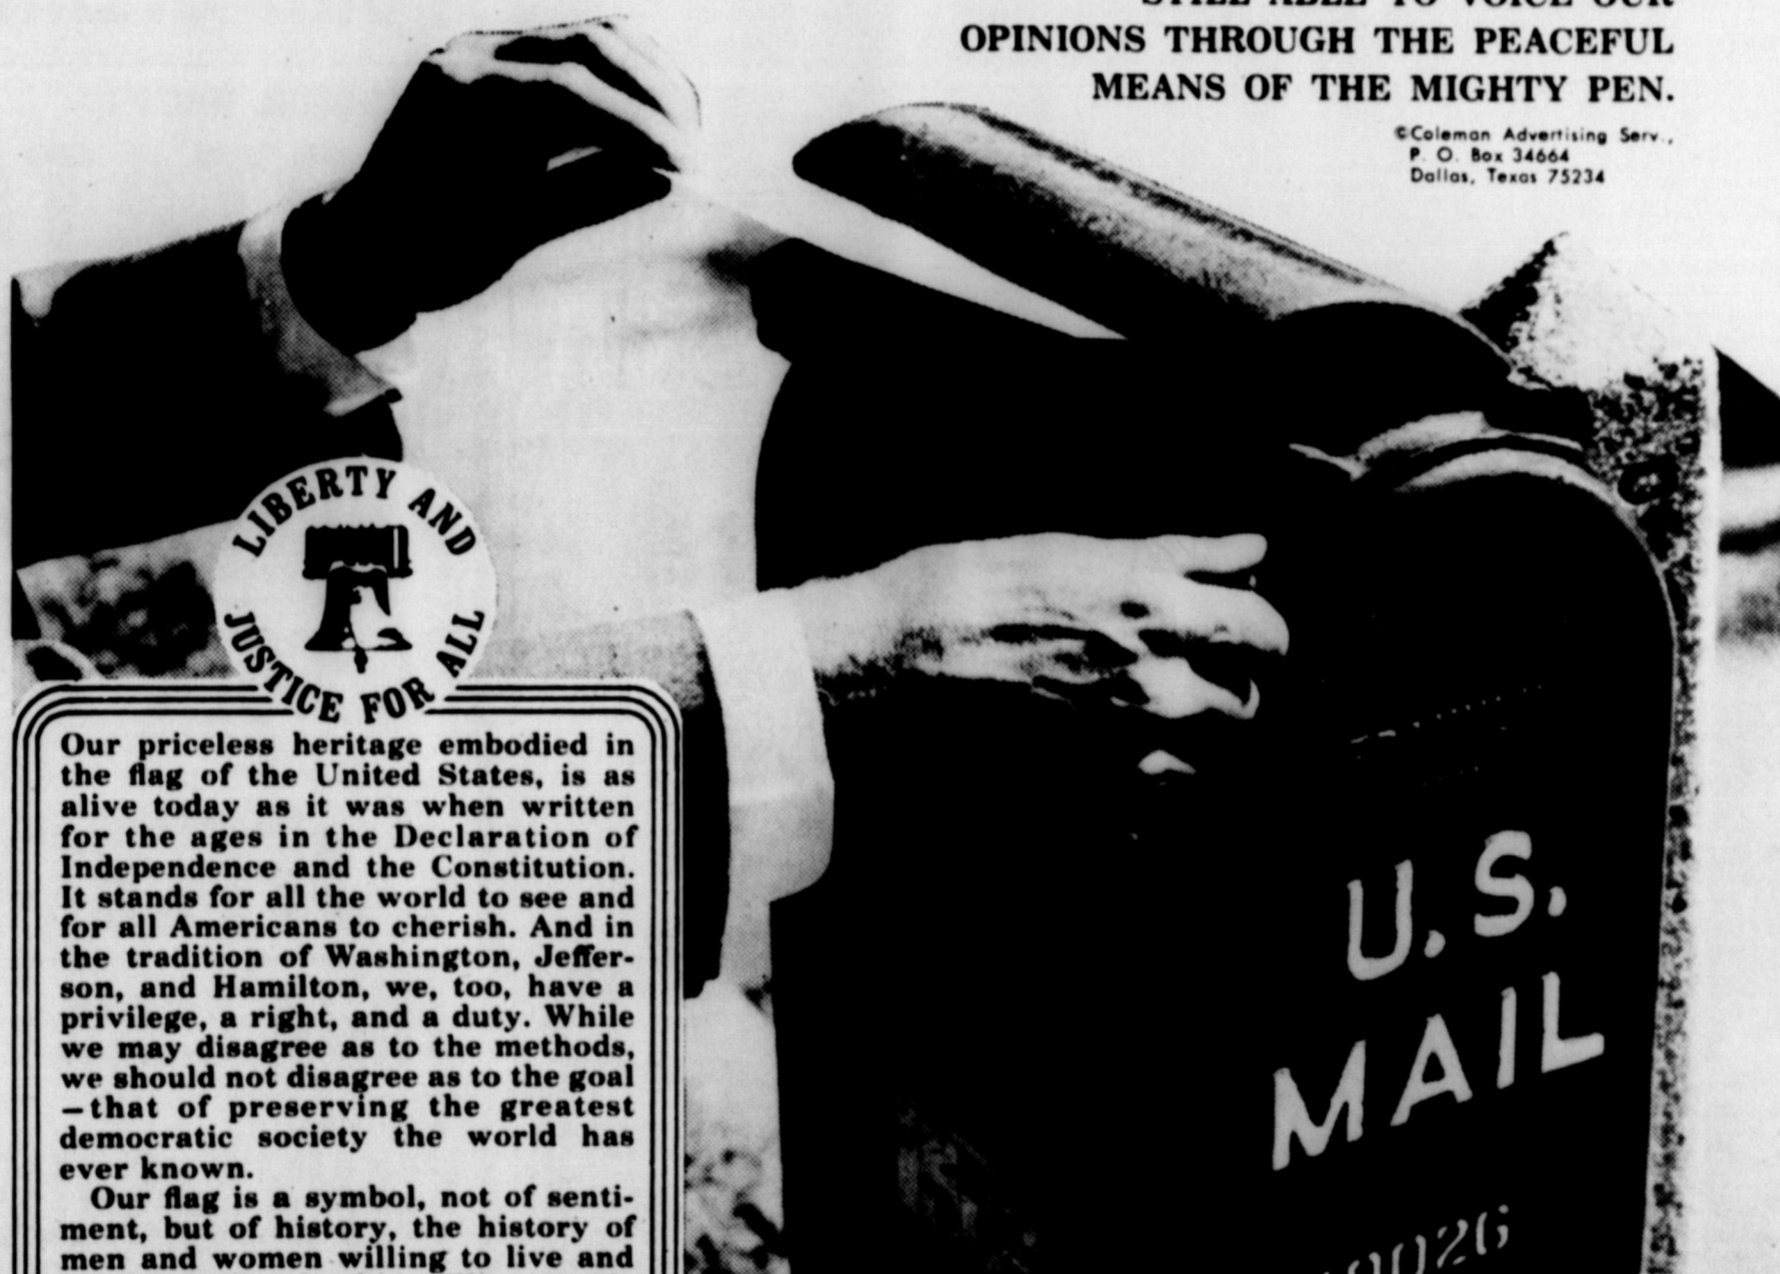 STILL ABLE TO VOICE OUR
OPINIONS THROUGH THE PEACEFUL
MEANS OF THE MIGHTY PEN.
©Coleman Advertising Serv.,
P. O. Box 34664
Dallas, Texas 75234
LIBERTY AND
JUSTICE FOR ALL
Our priceless heritage embodied in
the flag of the United States, is as
alive today as it was when written
for the ages in the Declaration of
Independence and the Constitution.
It stands for all the world to see and
for all Americans to cherish. And in
the tradition of Washington, Jeffer-
son, and Hamilton, we, too, have a
privilege, a right, and a duty. While
we may disagree as to the methods,
we should not disagree as to the goal
—that of preserving the greatest
democratic society the world has
ever known.
Our flag is a symbol, not of senti-
ment, but of history, the history of
men and women willing to live and
U.S.
MAIL